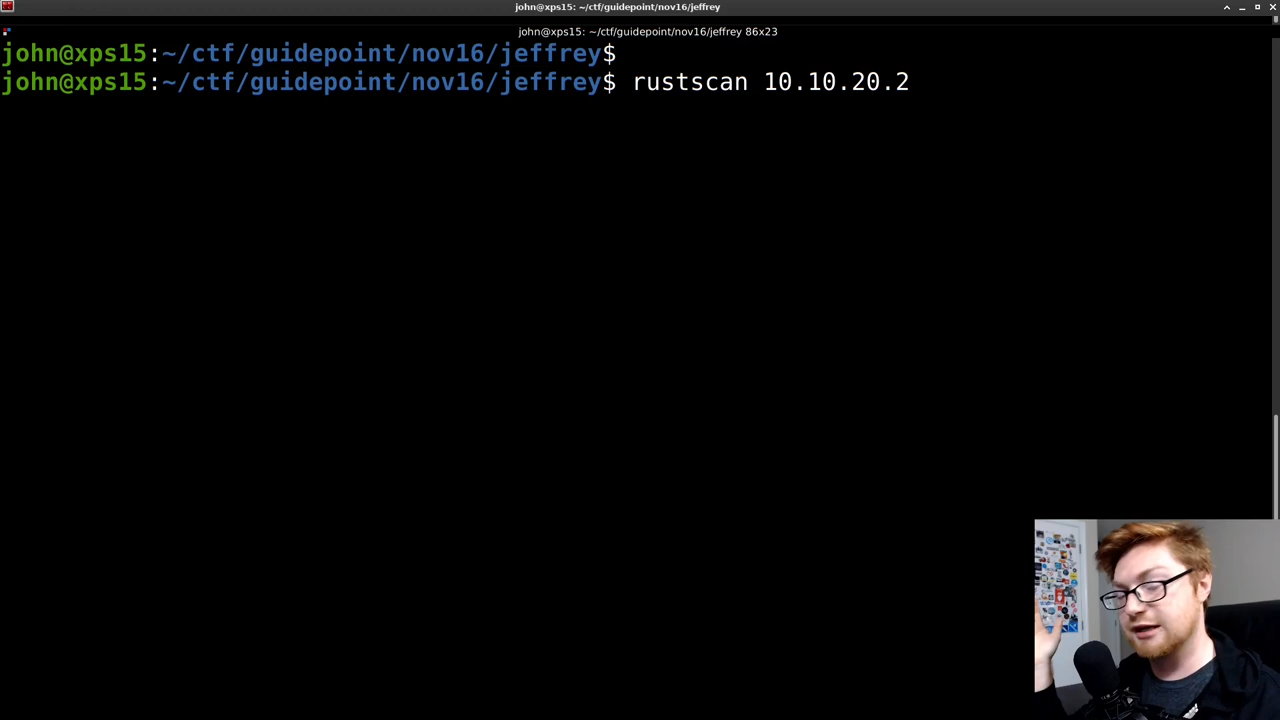 john@xps15: ~/ctf/guidepoint/nov16/jeffrey
john@xps15: ~/ctf/guidepoint/nov16/jeffrey 86x23
john@xps15:~/ctf/guidepoint/nov16/jeffrey$
john@xps15:~/ctf/guidepoint/nov16/jeffrey$ rustscan 10.10.20.2